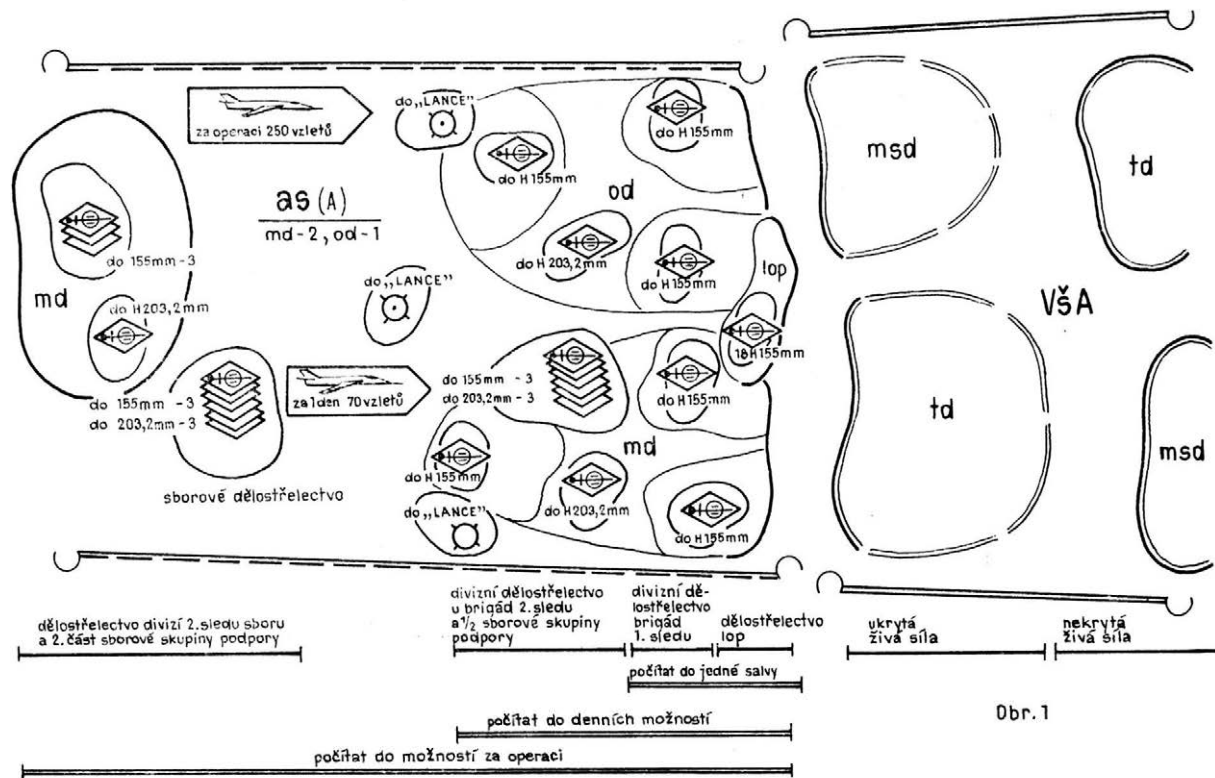 za operaci 250 vzletů
do „LANCE"
do H 155mm
do H 155mm
msd
td
as (A)
md-2, od-1
od
do 155mm-3
md
do H 203,2mm
do H 203,2mm
do H 155mm
lop
do „LANCE"
VšA
18H 155mm
za 1 den 70 vzletů
do 155mm - 3
do 203,2mm - 3
do 155mm - 3
do 203,2mm - 3
do H 155mm
td
md
msd
do H 155mm
sborové dělostřelectvo
do „LANCE"
do H 203,2mm
do H 155mm
dělostřelectvo divizí 2.sledu sboru
a 2.část sborové skupiny podpory
divizní dělostřelectvo
u brigád 2.sledu
a 1/2 sborové skupiny
podpory
divizní dě-
lostřelectvo
brigád
1. sledu
dělostřelectvo
lop
ukrytá
živá síla
nekrytá
živá síla
počítat do jedné salvy
Obr.1
počítat do denních možností
počítat do možností za operaci